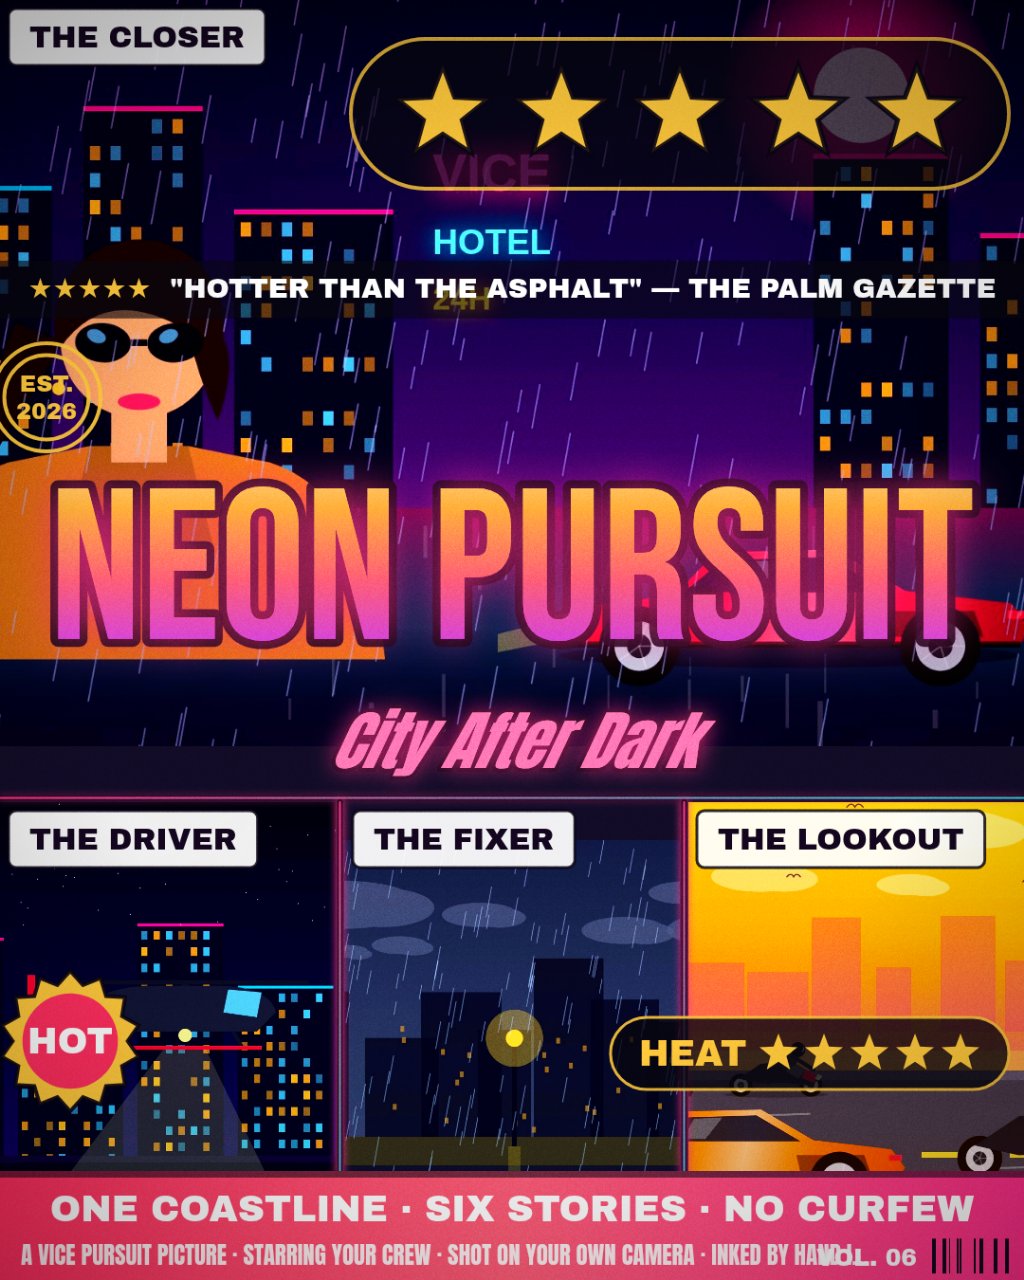 THE CLOSER
VICE
HOTEL
★★★★★ "HOTTER THAN THE ASPHALT" — THE PALM GAZETTE
24H
EST.
2026
NEON PURSUIT
City After Dark
THE DRIVER
THE FIXER
THE LOOKOUT
HOT
HEAT ★★★★★
ONE COASTLINE · SIX STORIES · NO CURFEW
A VICE PURSUIT PICTURE · STARRING YOUR CREW · SHOT ON YOUR OWN CAMERA · INKED BY
VOL. 06